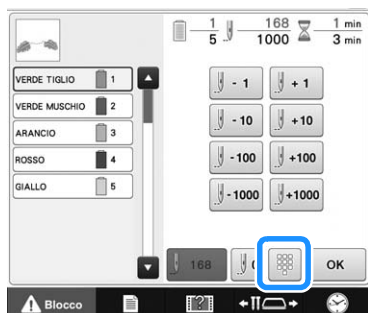 1 168 1 min
5 1000 3 min
VERDE TIGLIO 1
VERDE MUSCHIO 2
ARANCIO 3
ROSSO 4
GIALLO 5
- 1 + 1
- 10 +10
- 100 +100
- 1000 +1000
168 OK
Blocco